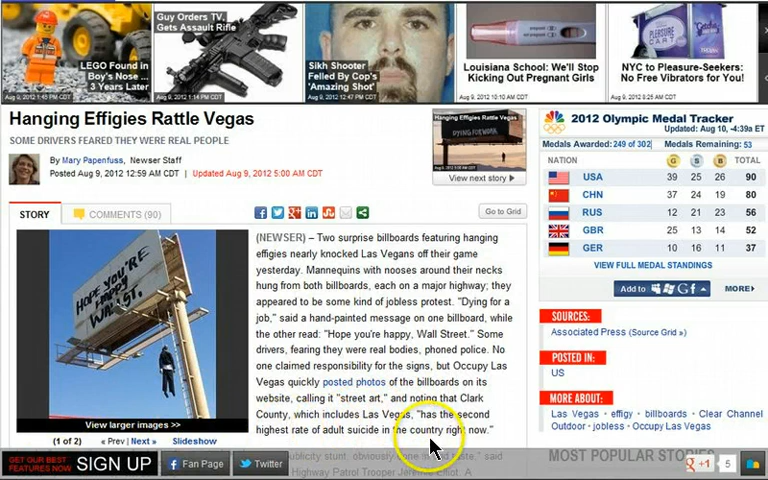 LEGO Found in
Boy's Nose ...
3 Years Later
Aug 9, 2012 1:45 PM CDT
Guy Orders TV,
Gets Assault Rifle
Aug 9, 2012 1:14 PM CDT
Sikh Shooter
Felled By Cop's
'Amazing Shot'
Aug 9, 2012 12:47 PM CDT
Louisiana School: We'll Stop
Kicking Out Pregnant Girls
Aug 9, 2012 10:10 AM CDT
PLEASURE
CART
NYC to Pleasure-Seekers:
No Free Vibrators for You!
Hanging Effigies Rattle Vegas
SOME DRIVERS FEARED THEY WERE REAL PEOPLE
By Mary Papenfuss, Newser Staff
Posted Aug 9, 2012 12:59 AM CDT | Updated Aug 9, 2012 5:00 AM CDT
Hanging Effigies Rattle Vegas
DYING FOR WORK
View next story
STORY
COMMENTS (90)
Go to Grid
HOPE YOU'RE
HAPPY
WALL ST.
View larger images >>
(1 of 2) « Prev | Next » Slideshow
(NEWSER) – Two surprise billboards featuring hanging
effigies nearly knocked Las Vegans off their game
yesterday. Mannequins with nooses around their necks
hung from both billboards, each on a major highway; they
appeared to be some kind of jobless protest. "Dying for a
job," said a hand-painted message on one billboard, while
the other read: "Hope you're happy, Wall Street." Some
drivers, fearing they were real bodies, phoned police. No
one claimed responsibility for the signs, but Occupy Las
Vegas quickly posted photos of the billboards on its
website, calling it "street art," and noting that Clark
County, which includes Las Vegas, "has the second
highest rate of adult suicide in the country right now."
publicity stunt, obviously done in bad taste," said
Highway Patrol Trooper
2012 Olympic Medal Tracker
Updated: Aug 10, -4:39a ET
Medals Awarded: 249 of 302 Medals Remaining: 53
NATION G S B TOTAL
USA 39 25 26 90
CHN 37 24 19 80
RUS 12 21 23 56
GBR 25 13 14 52
GER 10 16 11 37
VIEW FULL MEDAL STANDINGS
Add to MORE
SOURCES:
Associated Press (Source Grid »)
POSTED IN:
US
MORE ABOUT:
Las Vegas · effigy · billboards · Clear Channel
Outdoor · jobless · Occupy Las Vegas
MOST POPULAR STORIES
GET OUR BEST
FEATURES NOW
SIGN UP
Fan Page
Twitter
+1
5